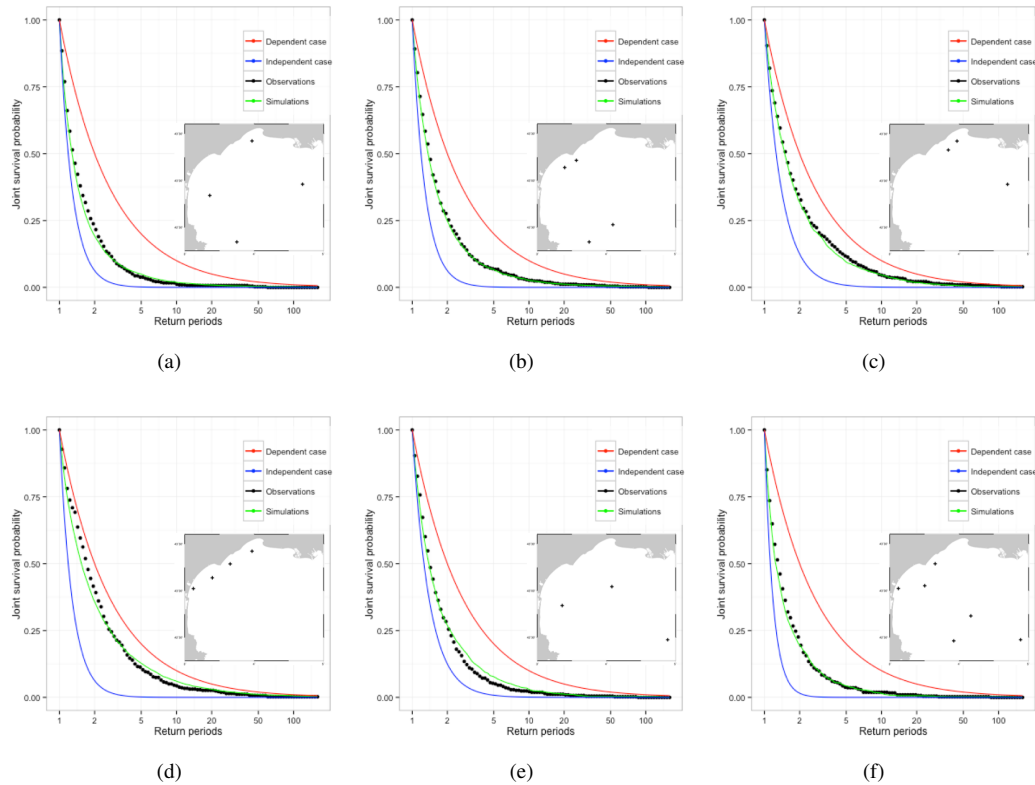 1.00
0.75
0.50
0.25
0.00
Joint survival probability
Dependent case
Independent case
Observations
Simulations
1 2 5 10 20 50 100
Return periods
(a)
1.00
0.75
0.50
0.25
0.00
Joint survival probability
Dependent case
Independent case
Observations
Simulations
1 2 5 10 20 50 100
Return periods
(b)
1.00
0.75
0.50
0.25
0.00
Joint survival probability
Dependent case
Independent case
Observations
Simulations
1 2 5 10 20 50 100
Return periods
(c)
1.00
0.75
0.50
0.25
0.00
Joint survival probability
Dependent case
Independent case
Observations
Simulations
1 2 5 10 20 50 100
Return periods
(d)
1.00
0.75
0.50
0.25
0.00
Joint survival probability
Dependent case
Independent case
Observations
Simulations
1 2 5 10 20 50 100
Return periods
(e)
1.00
0.75
0.50
0.25
0.00
Joint survival probability
Dependent case
Independent case
Observations
Simulations
1 2 5 10 20 50 100
Return periods
(f)